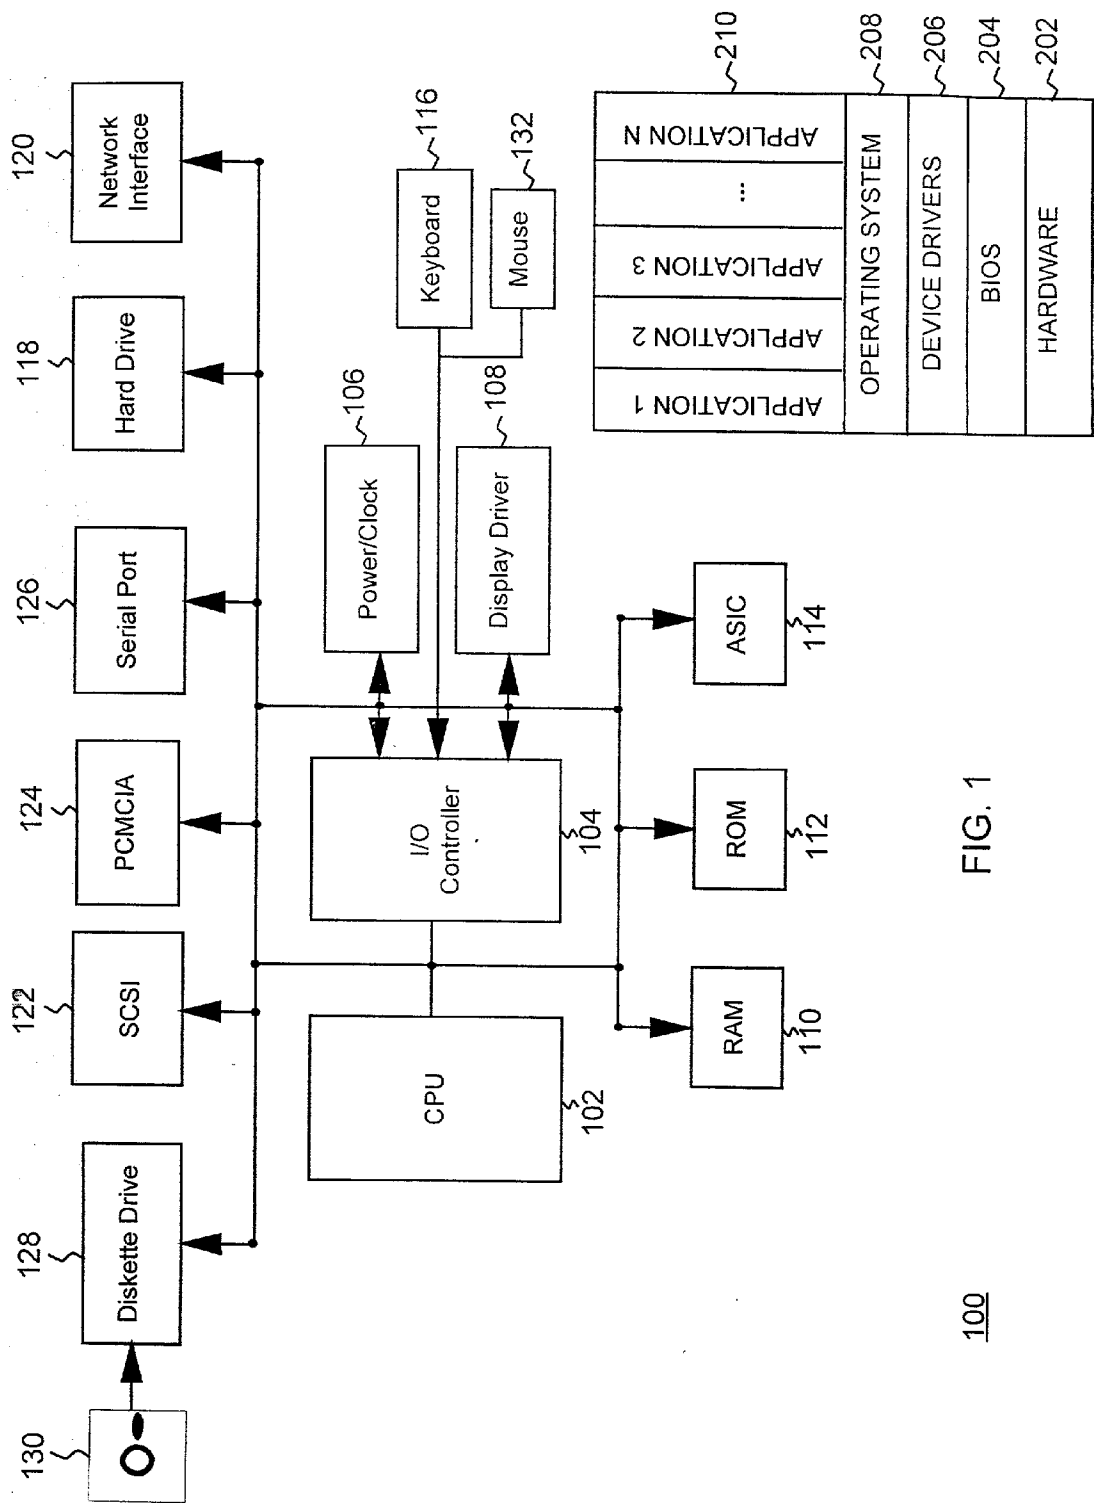 130
128
122
124
126
118
120
Diskette Drive
SCSI
PCMCIA
Serial Port
Hard Drive
Network
Interface
106
Power/Clock
116
Keyboard
CPU
102
I/O
Controller
104
108
Display Driver
132
Mouse
RAM
110
ROM
112
ASIC
114
APPLICATION 1
APPLICATION 2
APPLICATION 3
...
APPLICATION N
210
OPERATING SYSTEM
208
DEVICE DRIVERS
206
BIOS
204
HARDWARE
202
100
FIG. 1